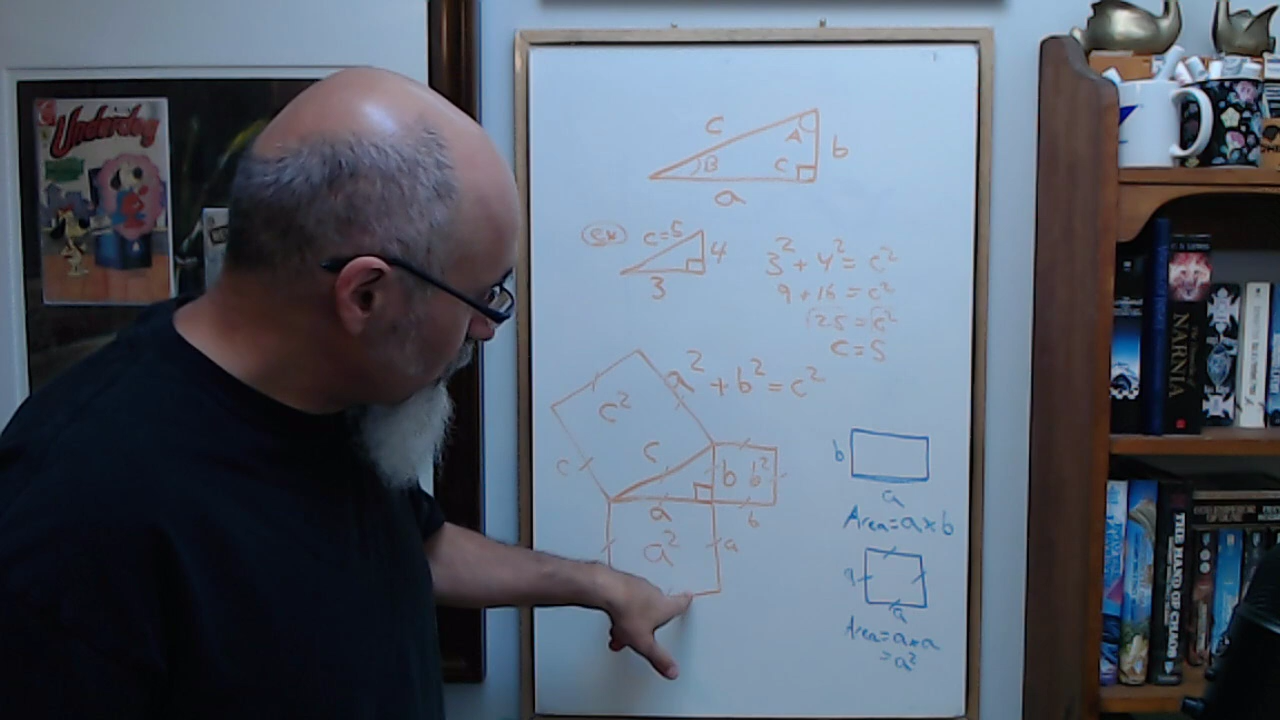 Underdog
c
A
b
B
C
a
ex
c=5
4
3
3² + 4² = c²
9 + 16 = c²
25 = c²
c = 5
a² + b² = c²
c²
c
c
b
b²
a
b
a²
a
b
a
Area = a × b
a
a
Area = a × a
= a²
C. S. LEWIS
NARNIA
THE HAND OF CHAOS